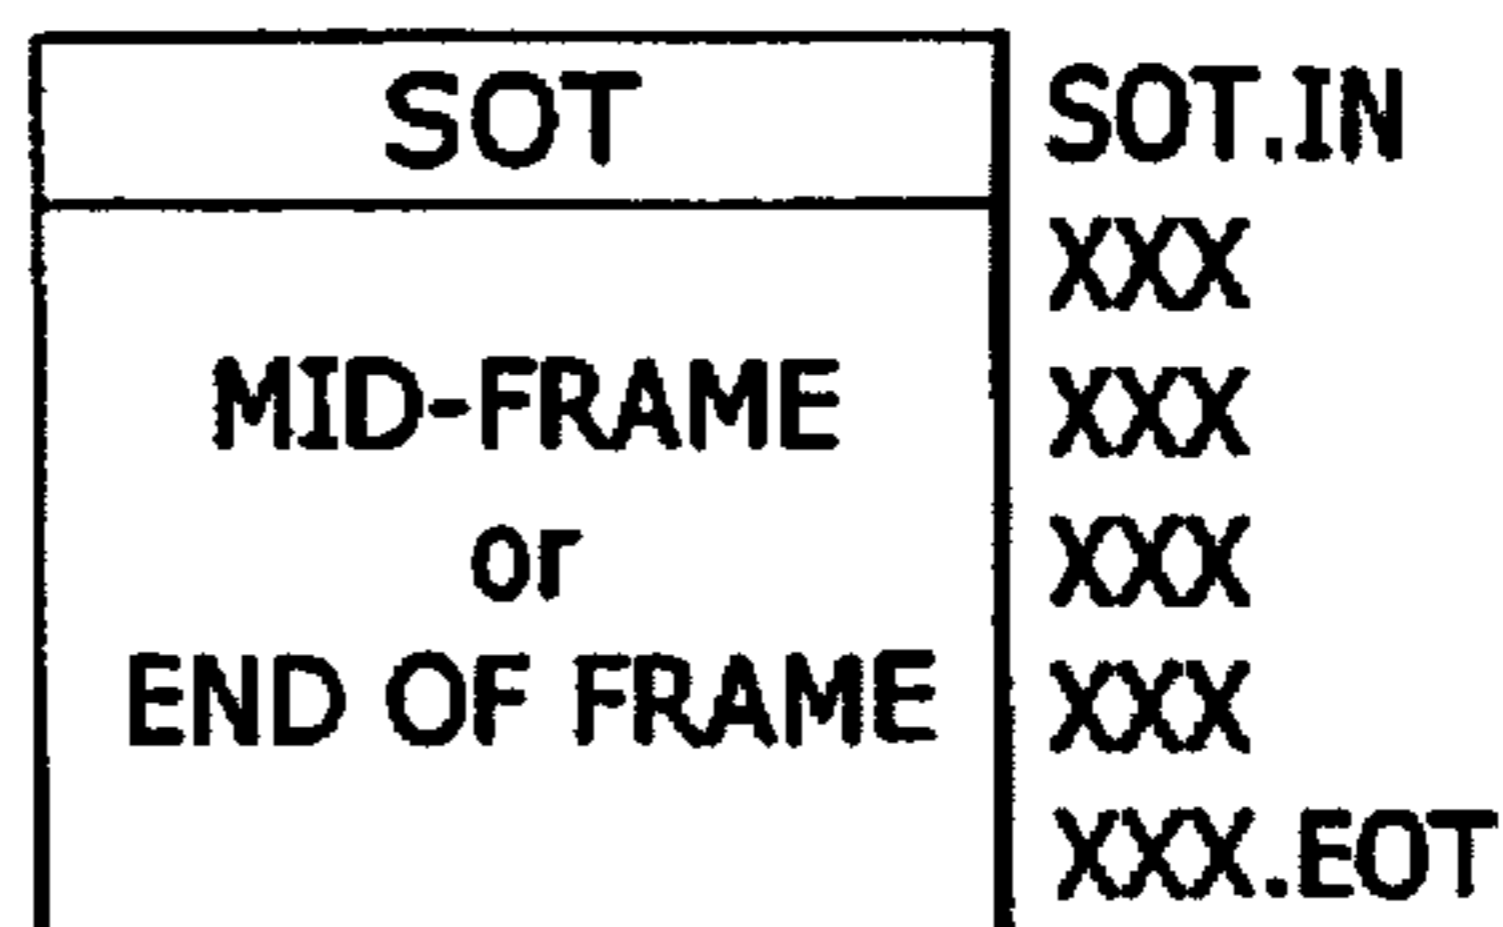 SOT SOT.IN
XXX
MID-FRAME XXX
or XXX
END OF FRAME XXX
XXX.EOT